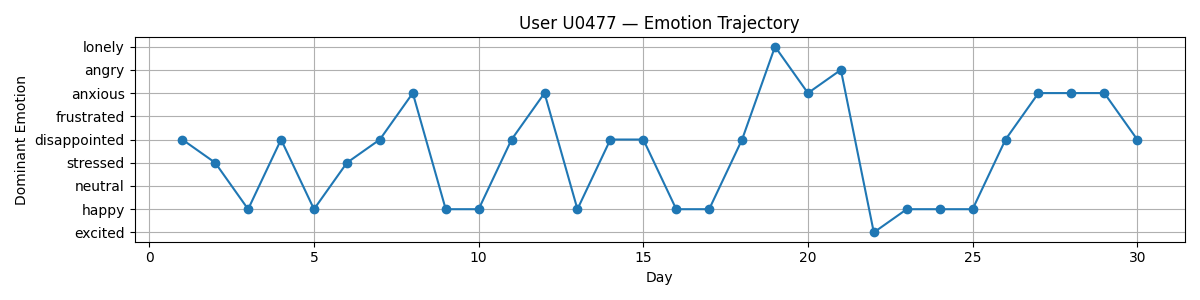 User U0477 — Emotion Trajectory
Dominant Emotion
lonely
angry
anxious
frustrated
disappointed
stressed
neutral
happy
excited
0 5 10 15 20 25 30
Day